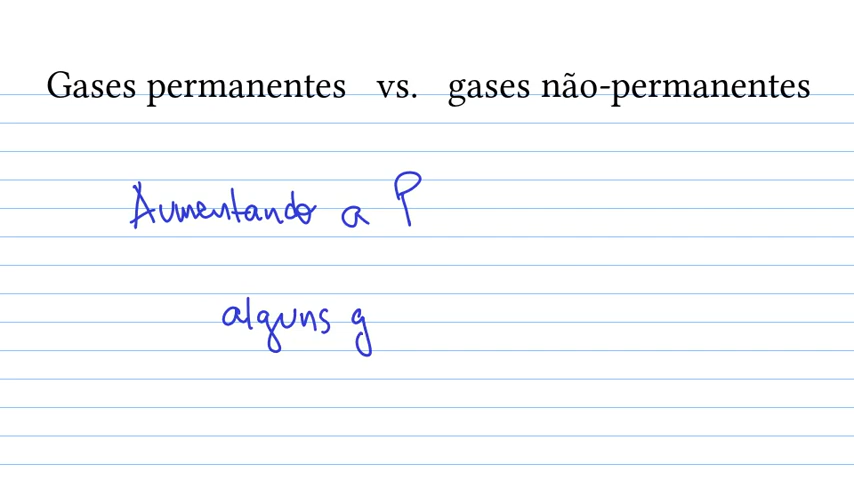 Gases permanentes vs. gases não-permanentes
Aumentando a P
alguns g